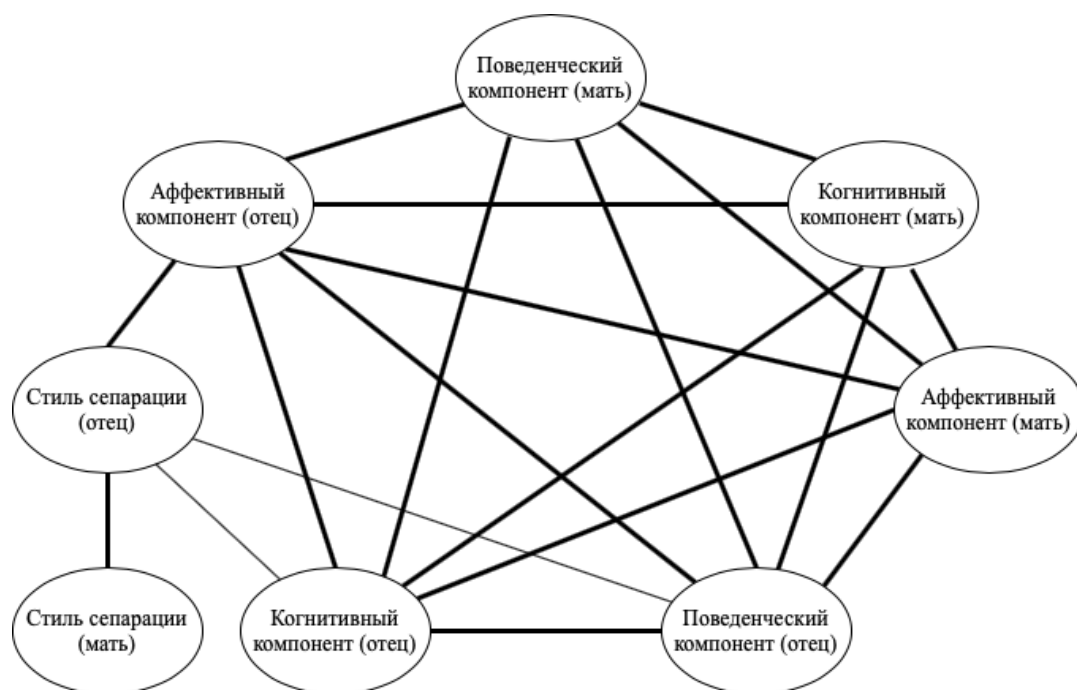 Поведенческий
компонент (мать)
Аффективный
компонент (отец)
Когнитивный
компонент (мать)
Стиль сепарации
(отец)
Аффективный
компонент (мать)
Стиль сепарации
(мать)
Когнитивный
компонент (отец)
Поведенческий
компонент (отец)